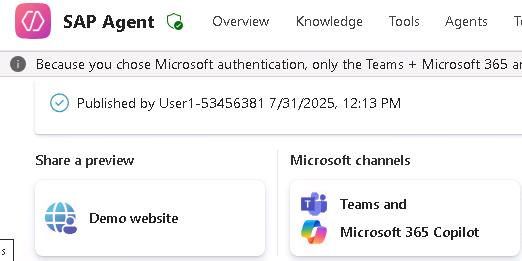 SAP Agent Overview Knowledge Tools Agents
Because you chose Microsoft authentication, only the Teams + Microsoft 365
Published by User1-53456381 7/31/2025, 12:13 PM
Share a preview Microsoft channels
Demo website
Teams and
Microsoft 365 Copilot